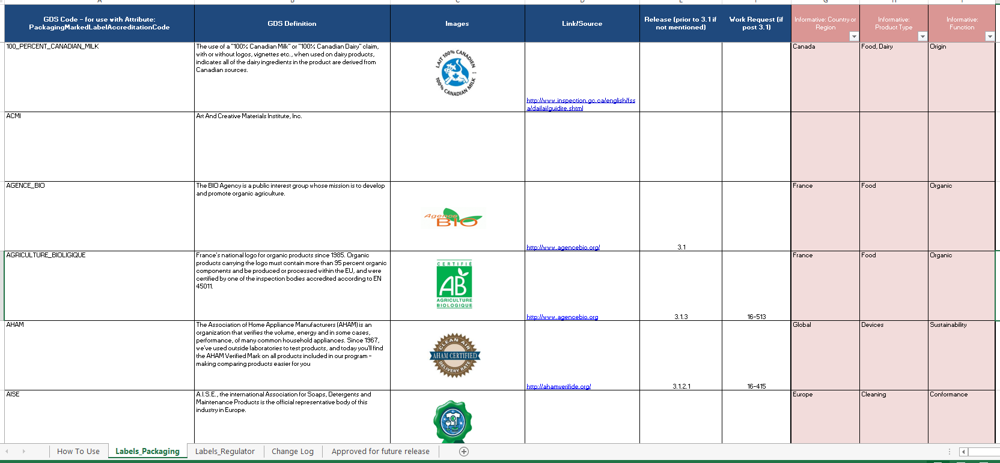 GDS Code - for use with Attribute:
PackagingMarkedLabelAccreditationCode
GDS Definition
Images
Link/Source
Release (prior to 3.1 if
not mentioned)
Work Request (if
post 3.1)
Informative: Country or
Region
Informative:
Product Type
Informative:
Function
100_PERCENT_CANADIAN_MILK
The use of a "100% Canadian Milk" or "100% Canadian Dairy" claim,
with or without logos, vignettes etc., when used on dairy products,
indicates all of the dairy ingredients in the product are derived from
Canadian sources.
LAIT 100% CANADIEN
100% CANADIAN MILK
http://www.inspection.gc.ca/english/fss
a/dailai/guidire.shtml
Canada
Food, Dairy
Origin
ACMI
Art And Creative Materials Institute, Inc.
AGENCE_BIO
The BIO Agency is a public interest group whose mission is to develop
and promote organic agriculture.
Agence
BIO
http://www.agencebio.org/
3.1
France
Food
Organic
AGRICULTURE_BIOLIGIQUE
France's national logo for organic products since 1985. Organic
products carrying the logo must contain more than 95 percent organic
components and be produced or processed within the EU, and were
certified by one of the inspection bodies accredited according to EN
45011.
CERTIFIÉ
AB
AGRICULTURE
BIOLOGIQUE
http://www.agencebio.org
3.1.3
16-513
France
Food
Organic
AHAM
The Association of Home Appliance Manufacturers (AHAM) is an
organization that verifies the volume, energy and in some cases,
performance, of many common household appliances. Since 1967,
we've used outside laboratories to test products, and today you'll find
the AHAM Verified Mark on all products included in our program -
making comparing products easier for you
CLEAN AIR
AHAM CERTIFIED
DELIVERY RATE
http://ahamverifide.org/
3.1.2.1
16-415
Global
Devices
Sustainability
AISE
A.I.S.E., the international Association for Soaps, Detergents and
Maintenance Products is the official representative body of this
industry in Europe.
Europe
Cleaning
Conformance
How To Use
Labels_Packaging
Labels_Regulator
Change Log
Approved for future release